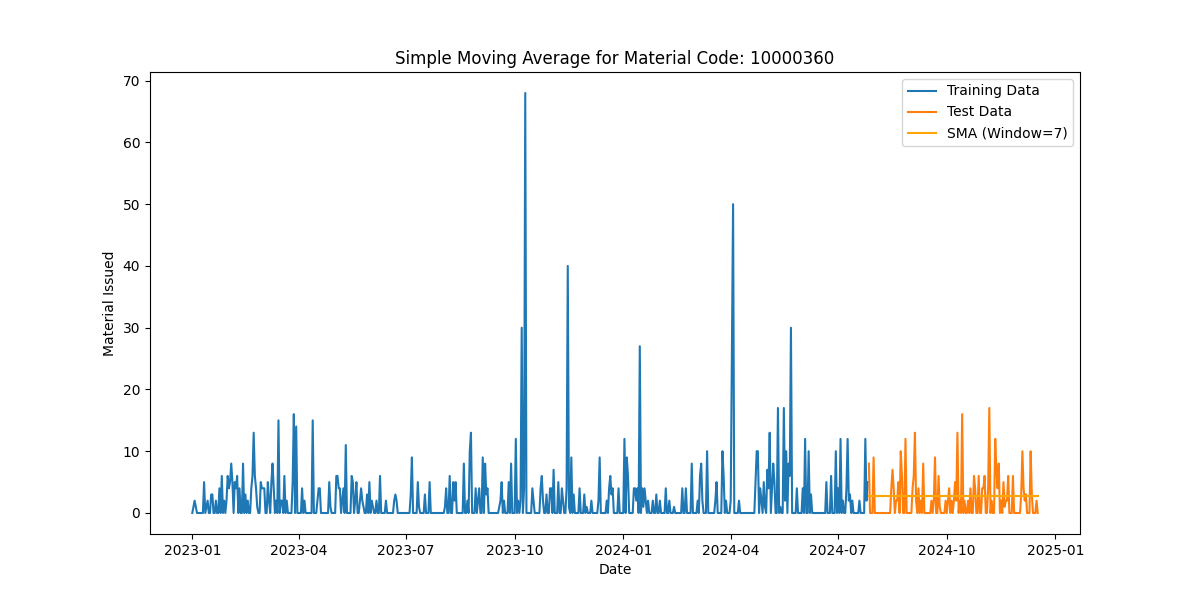 Simple Moving Average for Material Code: 10000360
Training Data
Test Data
SMA (Window=7)
Material Issued
70
60
50
40
30
20
10
0
2023-01 2023-04 2023-07 2023-10 2024-01 2024-04 2024-07 2024-10 2025-01
Date